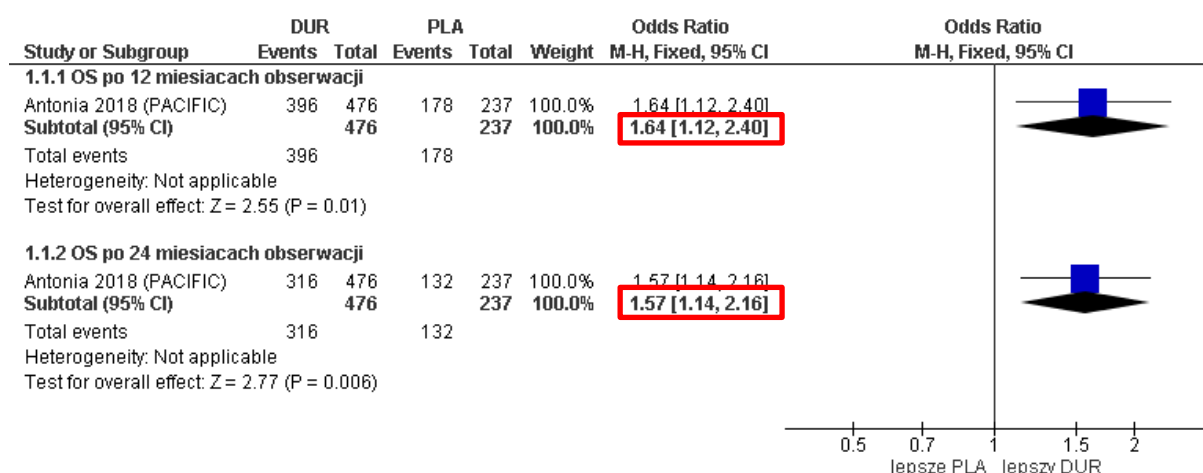 DUR PLA Odds Ratio Odds Ratio
Study or Subgroup Events Total Events Total Weight M-H, Fixed, 95% CI M-H, Fixed, 95% CI
1.1.1 OS po 12 miesiacach obserwacji
Antonia 2018 (PACIFIC) 396 476 178 237 100.0% 1.64 [1.12, 2.40]
Subtotal (95% CI) 476 237 100.0% 1.64 [1.12, 2.40]
Total events 396 178
Heterogeneity: Not applicable
Test for overall effect: Z = 2.55 (P = 0.01)
1.1.2 OS po 24 miesiacach obserwacji
Antonia 2018 (PACIFIC) 316 476 132 237 100.0% 1.57 [1.14, 2.16]
Subtotal (95% CI) 476 237 100.0% 1.57 [1.14, 2.16]
Total events 316 132
Heterogeneity: Not applicable
Test for overall effect: Z = 2.77 (P = 0.006)
0.5 0.7 1 1.5 2
lepsze PLA lepszy DUR